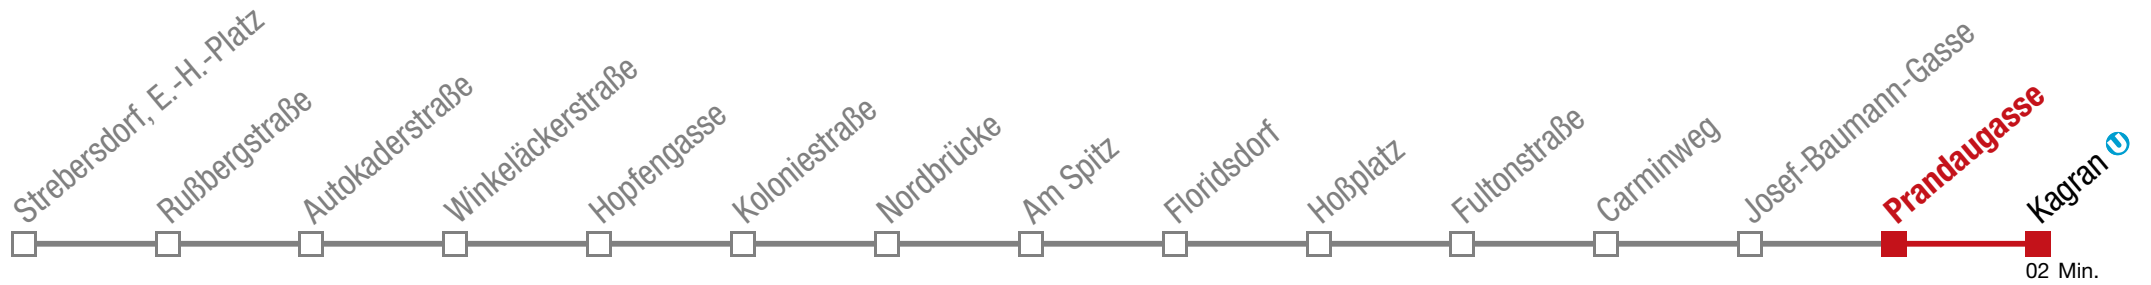 Strebersdorf, E.-H.-Platz
Rußbergstraße
Autokaderstraße
Winkeläckerstraße
Hopfengasse
Koloniestraße
Nordbrücke
Am Spitz
Floridsdorf
Hoßplatz
Fultonstraße
Carminweg
Josef-Baumann-Gasse
Prandaugasse
Kagran U
02 Min.